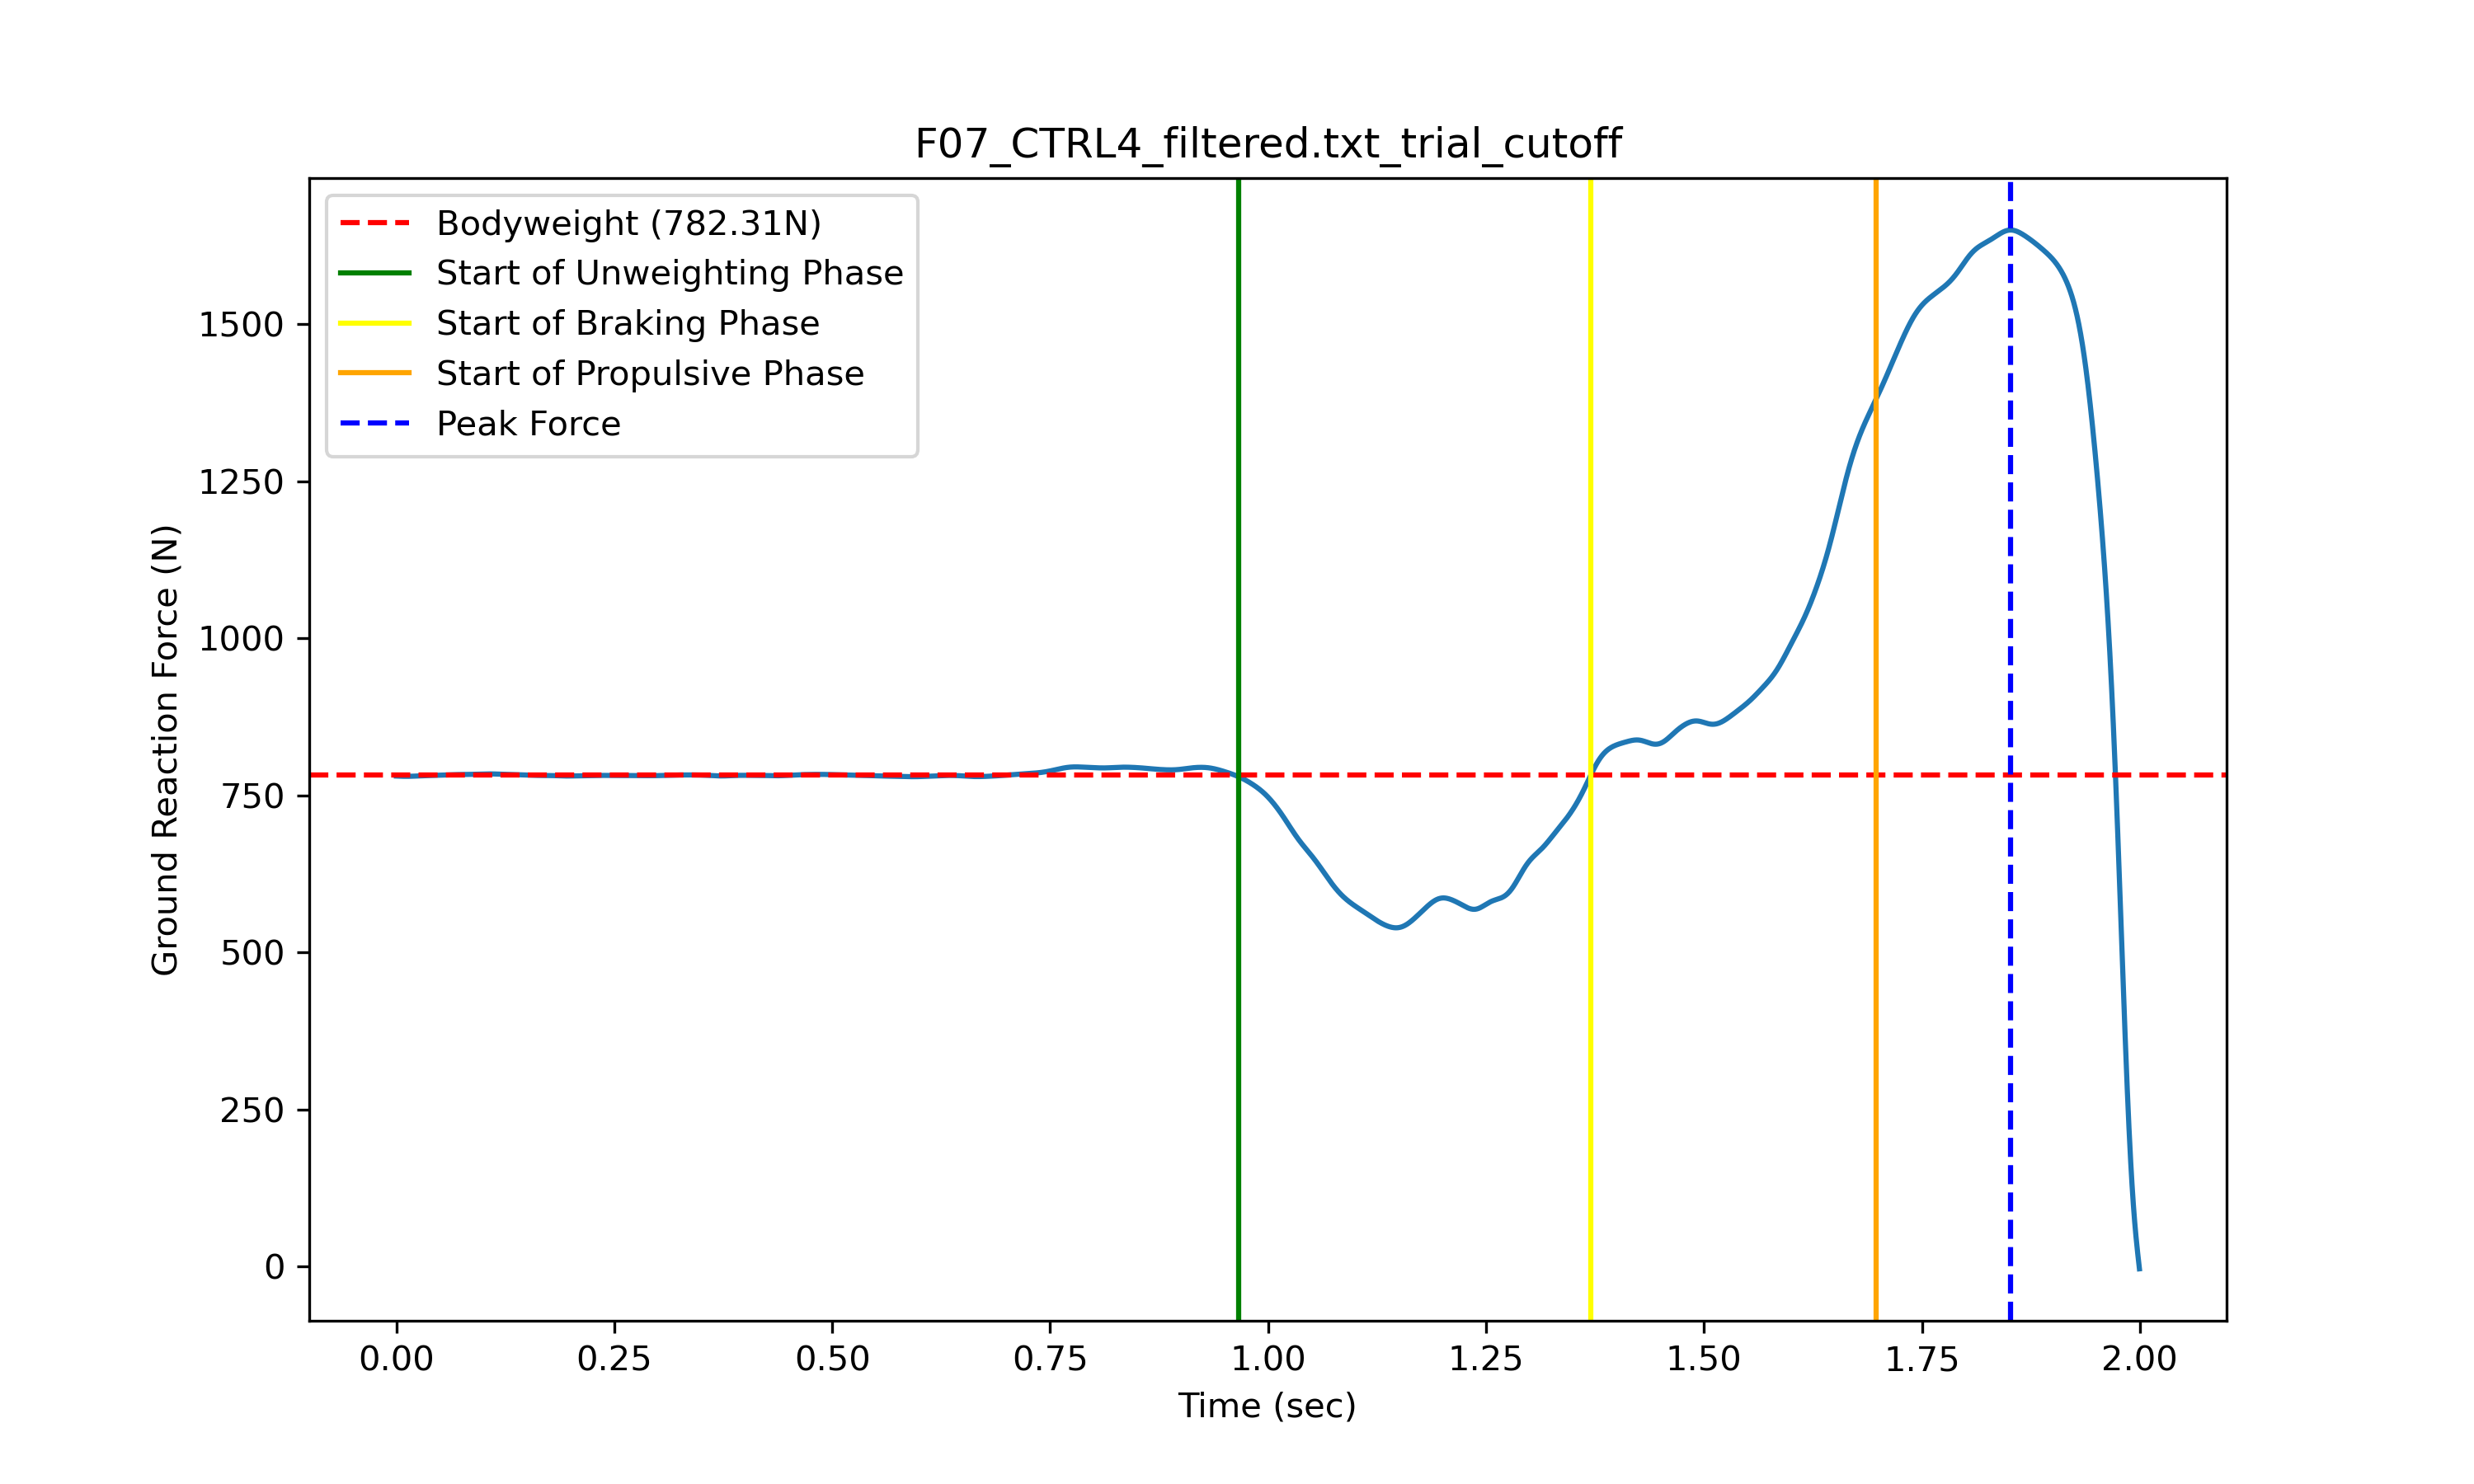 F07_CTRL4_filtered.txt_trial_cutoff
Bodyweight (782.31N)
Start of Unweighting Phase
Start of Braking Phase
Start of Propulsive Phase
Peak Force
Ground Reaction Force (N)
1500
1250
1000
750
500
250
0
0.00 0.25 0.50 0.75 1.00 1.25 1.50 1.75 2.00
Time (sec)